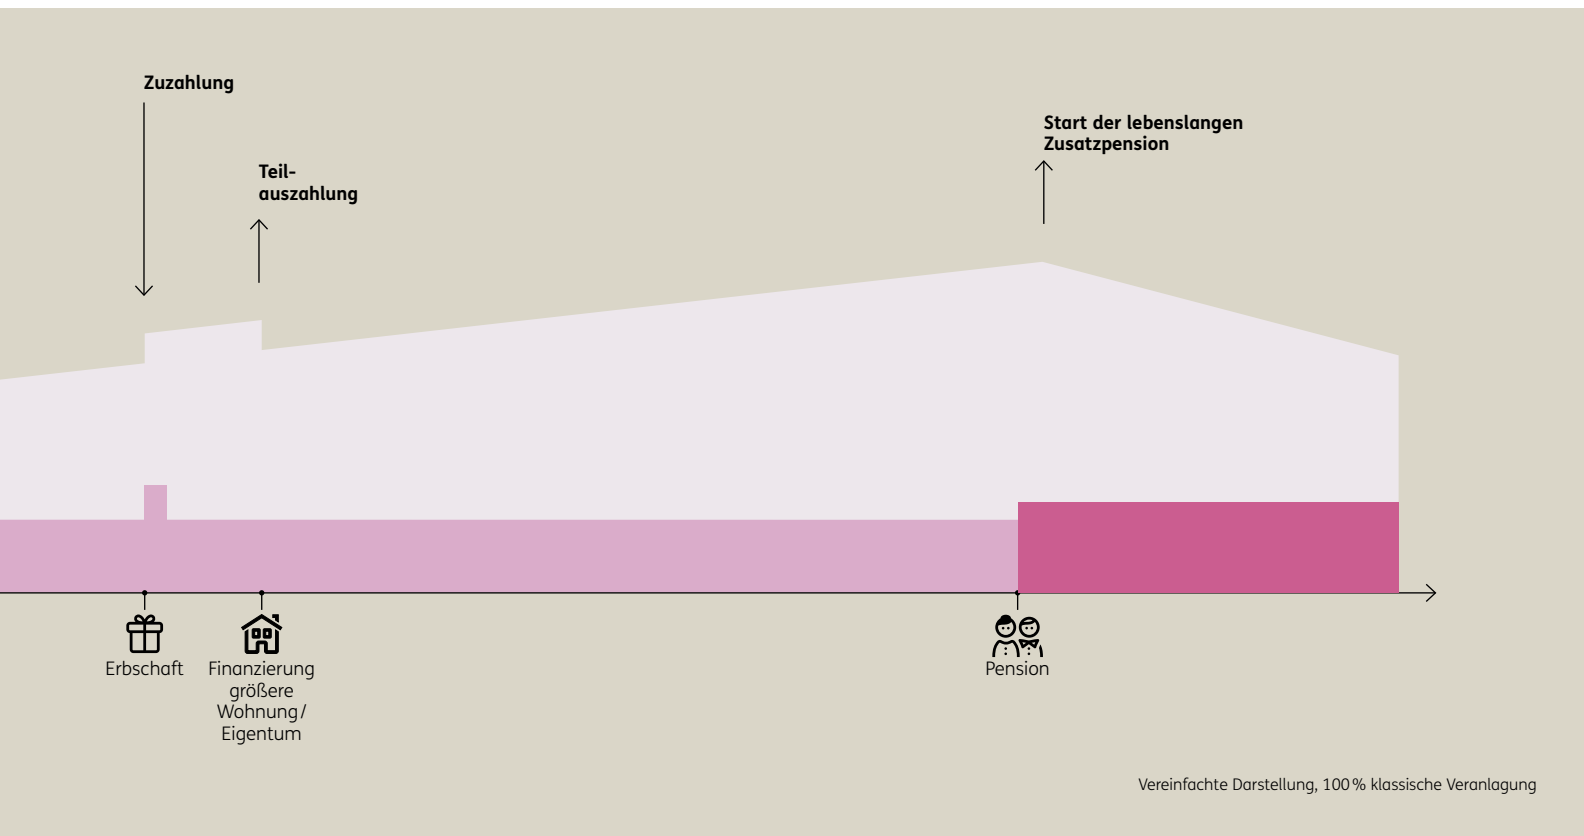 Zuzahlung
Teil-
auszahlung
Start der lebenslangen
Zusatzpension
Erbschaft
Finanzierung
größere
Wohnung/
Eigentum
Pension
Vereinfachte Darstellung, 100 % klassische Veranlagung